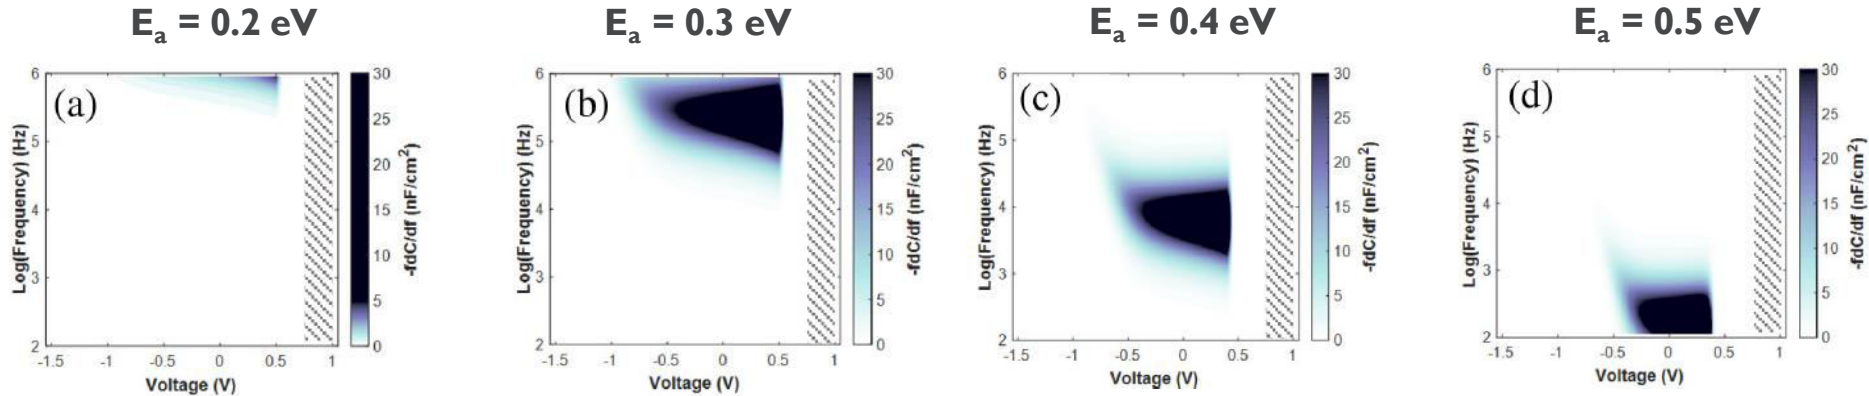 E_a = 0.2 eV
E_a = 0.3 eV
E_a = 0.4 eV
E_a = 0.5 eV
(a)
Log(Frequency) (Hz)
6
5
4
3
2
-1.5 -1 -0.5 0 0.5 1
Voltage (V)
30
25
20
15
10
5
0
-fdC/df (nF/cm²)
(b)
Log(Frequency) (Hz)
6
5
4
3
2
-1.5 -1 -0.5 0 0.5 1
Voltage (V)
30
25
20
15
10
5
0
-fdC/df (nF/cm²)
(c)
Log(Frequency) (Hz)
6
5
4
3
2
-1.5 -1 -0.5 0 0.5 1
Voltage (V)
30
25
20
15
10
5
0
-fdC/df (nF/cm²)
(d)
Log(Frequency) (Hz)
6
5
4
3
2
-1.5 -1 -0.5 0 0.5 1
Voltage (V)
30
25
20
15
10
5
0
-fdC/df (nF/cm²)